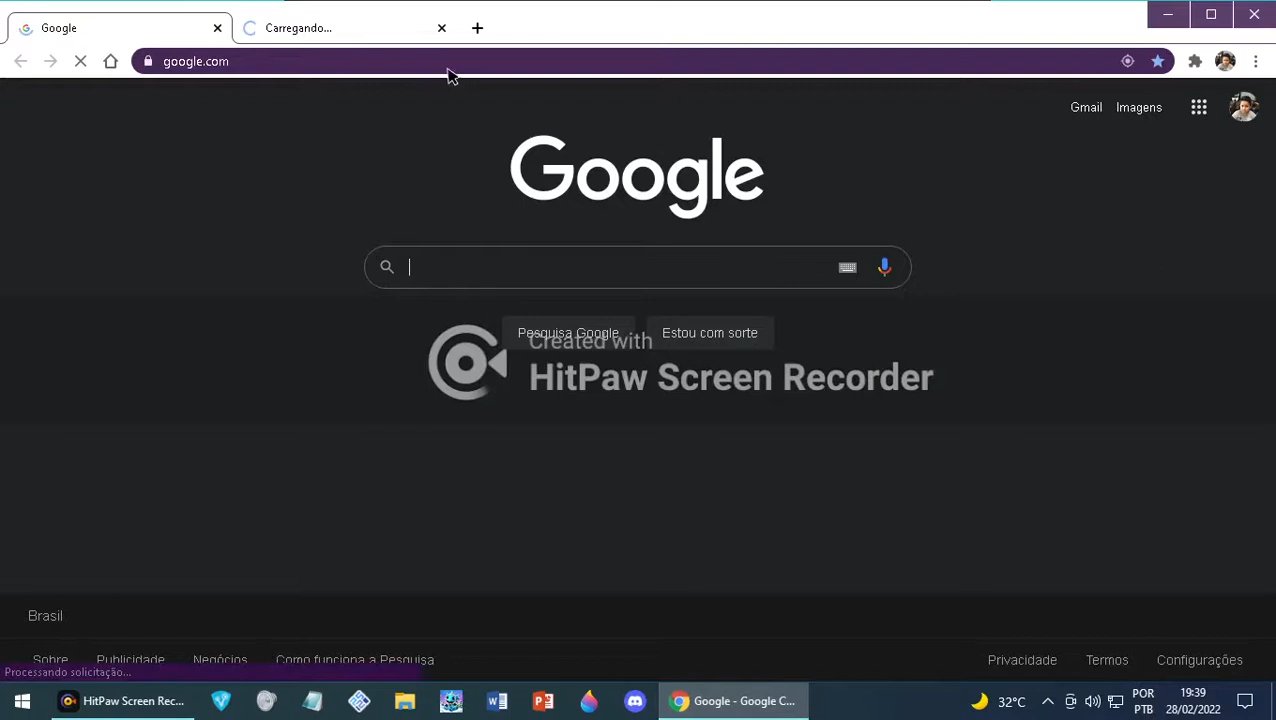 Google
Carregando...
google.com
Gmail
Imagens
Google
Pesquisa Google
Estou com sorte
Created with
HitPaw Screen Recorder
Brasil
Sobre
Publicidade
Negócios
Como funciona a Pesquisa
Privacidade
Termos
Configurações
Processando solicitação...
HitPaw Screen Rec...
Google - Google C...
32°C
POR
PTB
19:39
28/02/2022